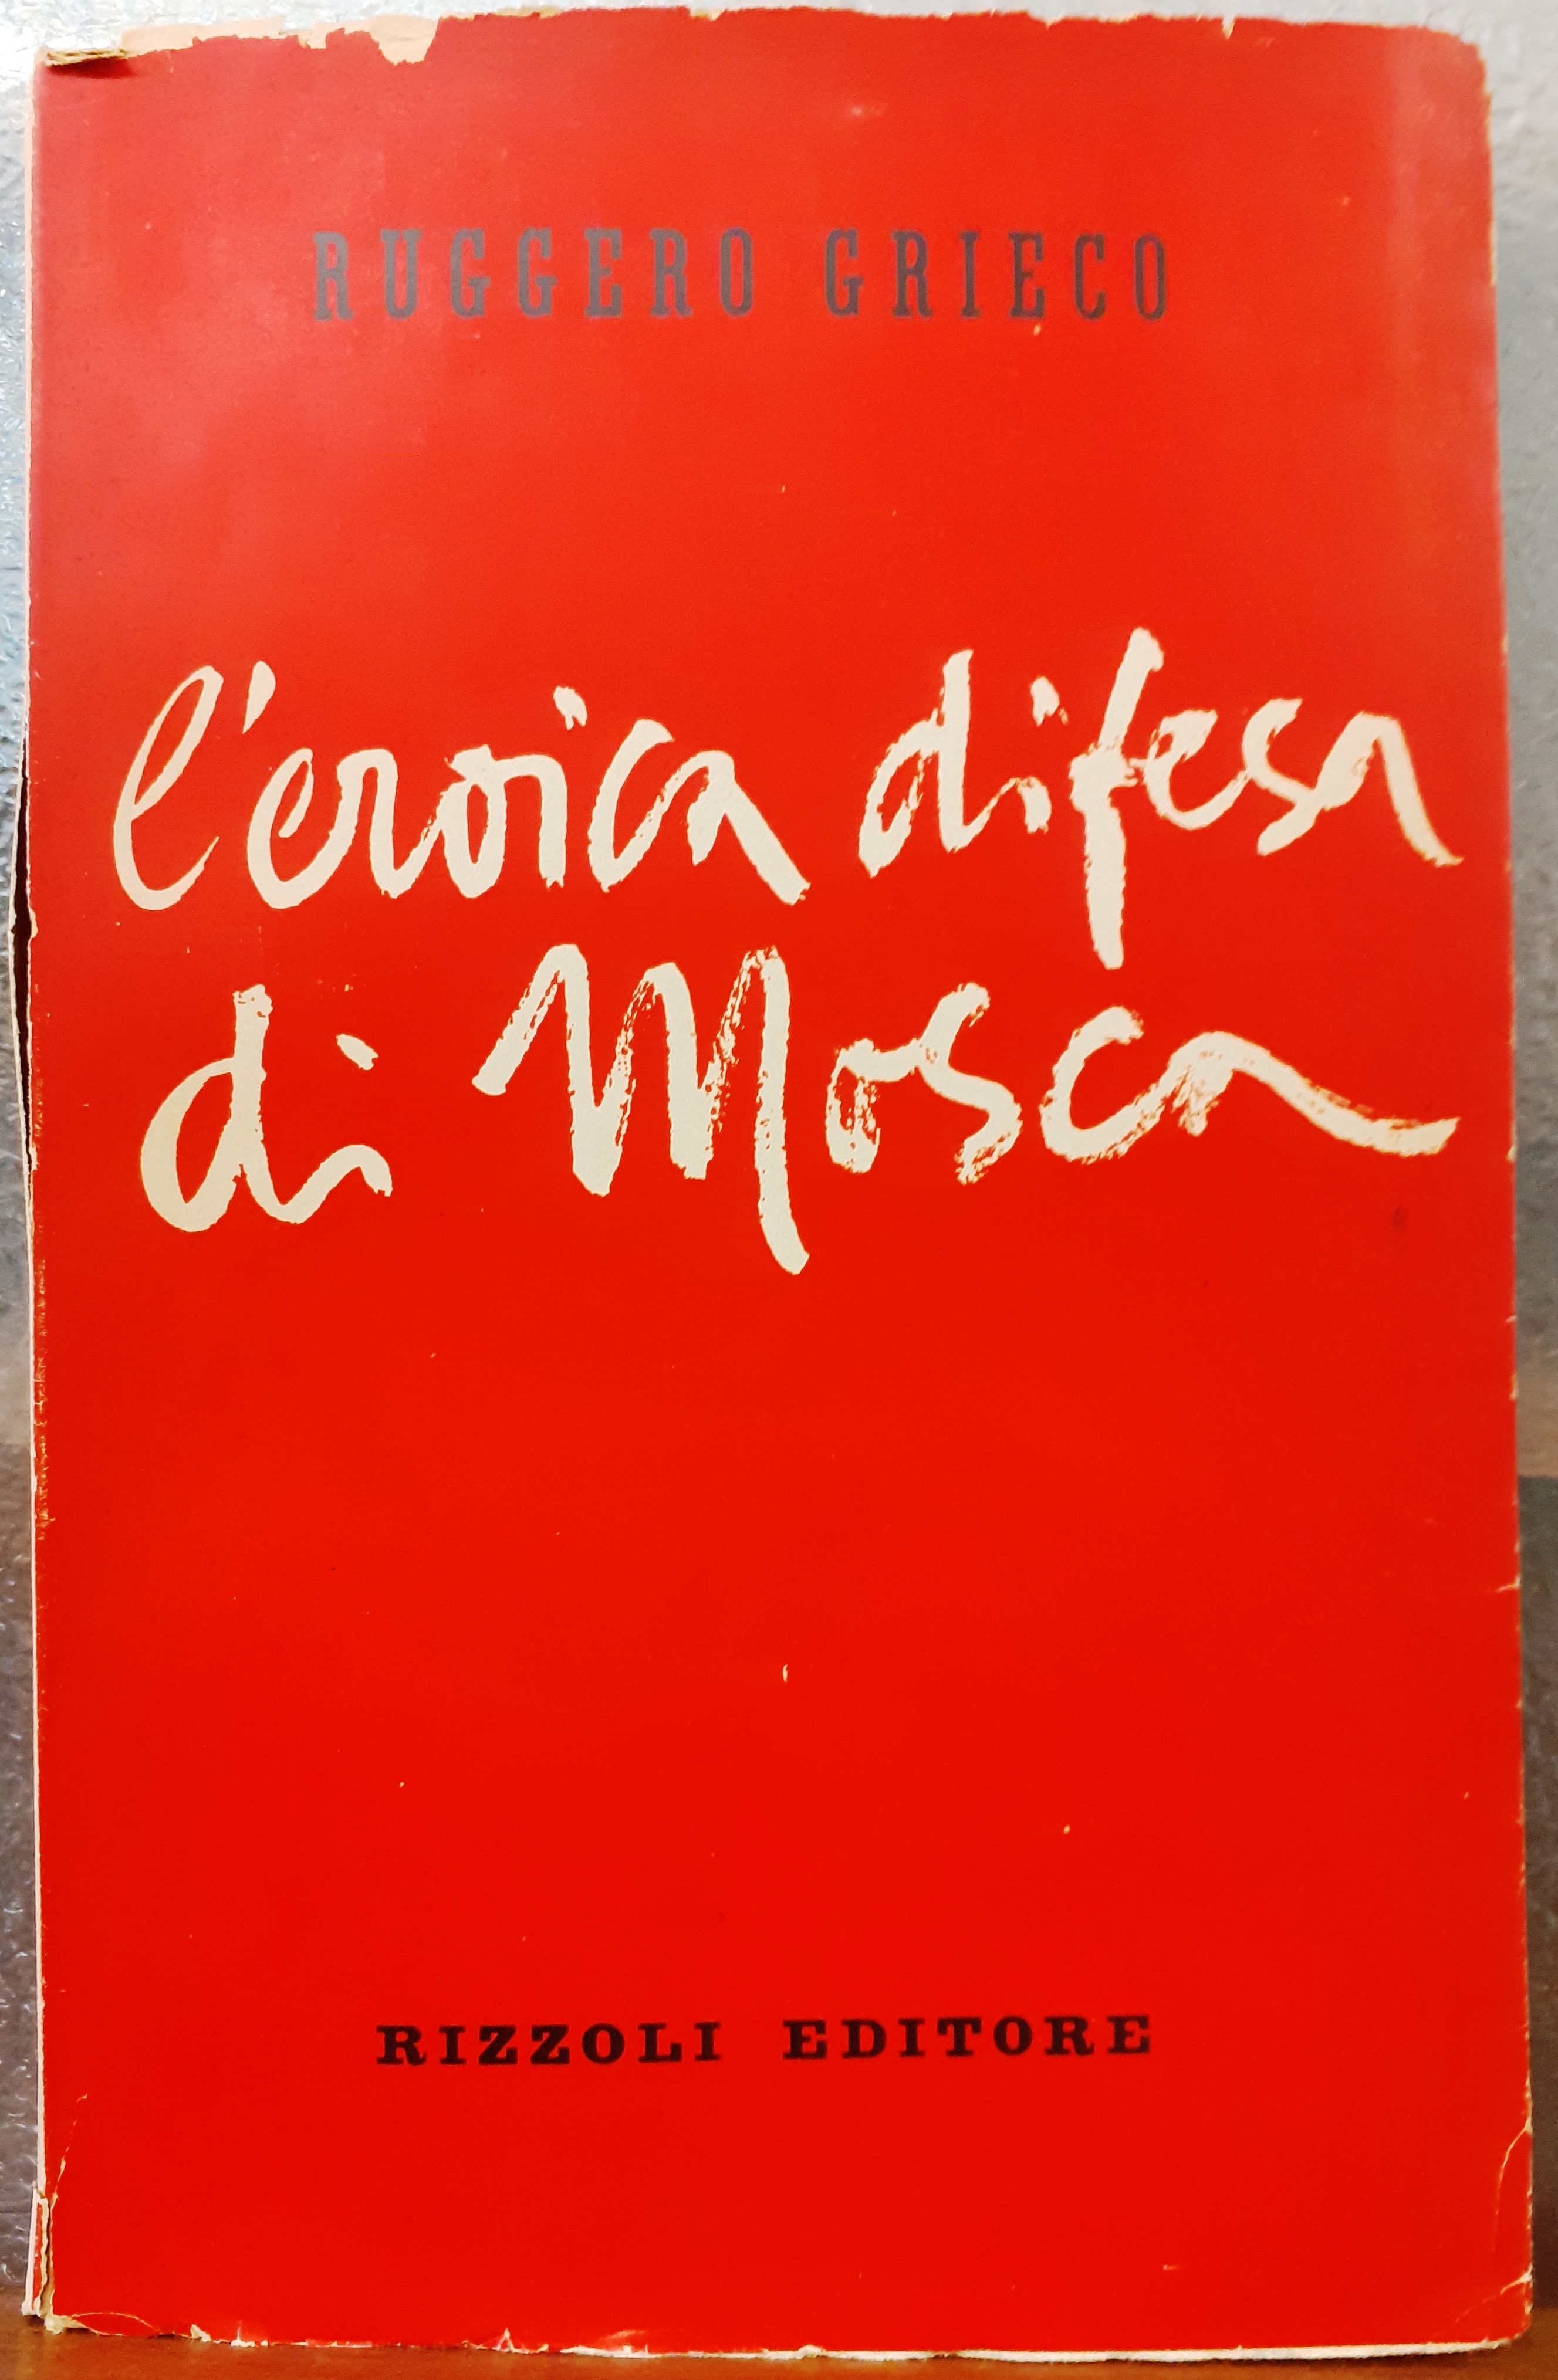 RUGGERO GRIECO
l'eroica difesa
di Mosca
RIZZOLI EDITORE